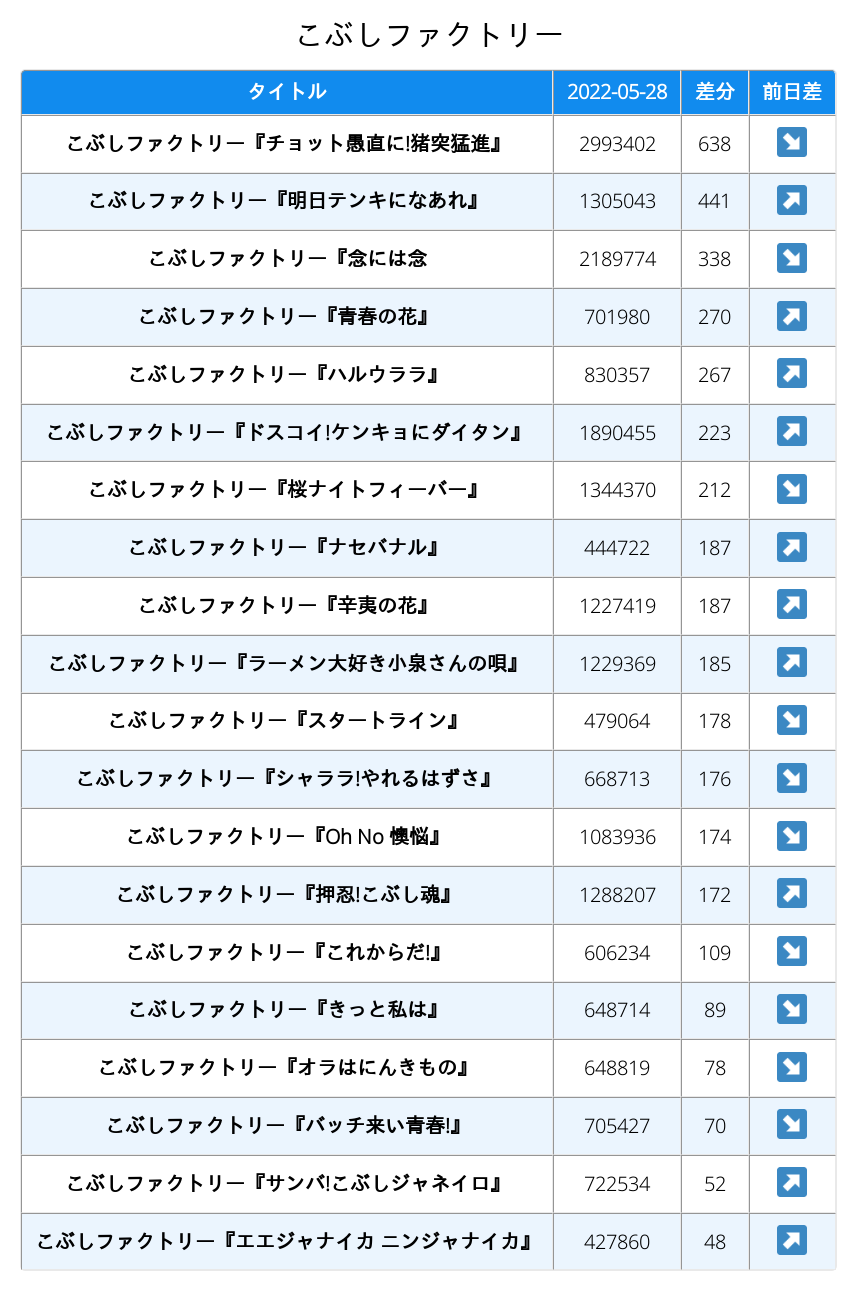 こぶしファクトリー
タイトル 2022-05-28 差分 前日差
こぶしファクトリー『チョット愚直に!猪突猛進』 2993402 638 ↘
こぶしファクトリー『明日テンキになあれ』 1305043 441 ↗
こぶしファクトリー『念には念 2189774 338 ↘
こぶしファクトリー『青春の花』 701980 270 ↗
こぶしファクトリー『ハルウララ』 830357 267 ↗
こぶしファクトリー『ドスコイ!ケンキョにダイタン』 1890455 223 ↗
こぶしファクトリー『桜ナイトフィーバー』 1344370 212 ↘
こぶしファクトリー『ナセバナル』 444722 187 ↗
こぶしファクトリー『辛夷の花』 1227419 187 ↗
こぶしファクトリー『ラーメン大好き小泉さんの唄』 1229369 185 ↗
こぶしファクトリー『スタートライン』 479064 178 ↘
こぶしファクトリー『シャララ!やれるはずさ』 668713 176 ↘
こぶしファクトリー『Oh No 懊悩』 1083936 174 ↘
こぶしファクトリー『押忍!こぶし魂』 1288207 172 ↗
こぶしファクトリー『これからだ!』 606234 109 ↘
こぶしファクトリー『きっと私は』 648714 89 ↘
こぶしファクトリー『オラはにんきもの』 648819 78 ↘
こぶしファクトリー『バッチ来い青春!』 705427 70 ↘
こぶしファクトリー『サンバ!こぶしジャネイロ』 722534 52 ↗
こぶしファクトリー『エエジャナイカ ニンジャナイカ』 427860 48 ↗